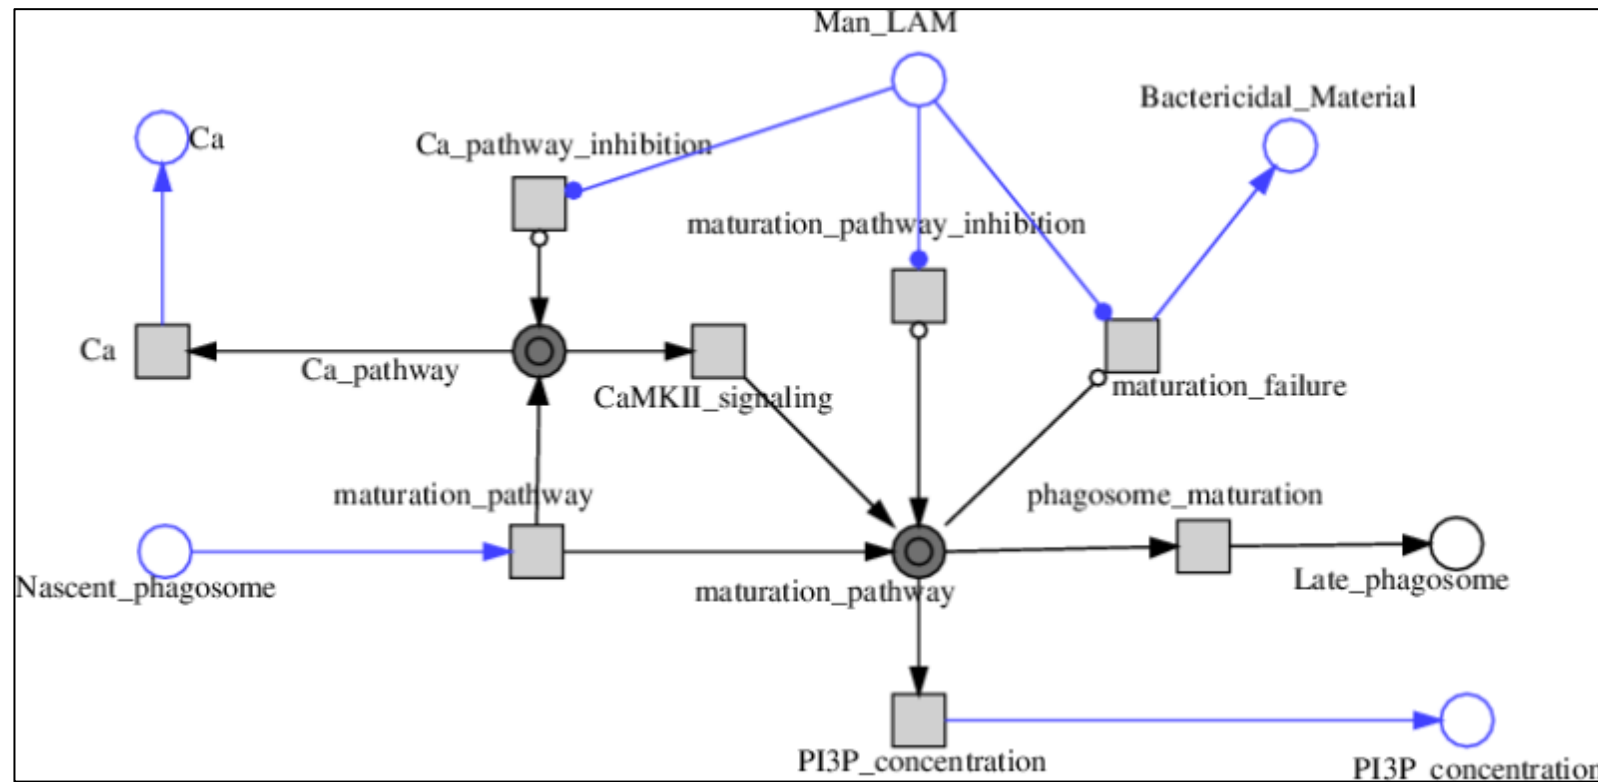 Man_LAM
Bactericidal_Material
Ca
Ca_pathway_inhibition
maturation_pathway_inhibition
Ca
Ca_pathway
CaMKII_signaling
maturation_failure
maturation_pathway
phagosome_maturation
Nascent_phagosome
maturation_pathway
Late_phagosome
PI3P_concentration
PI3P_concentration